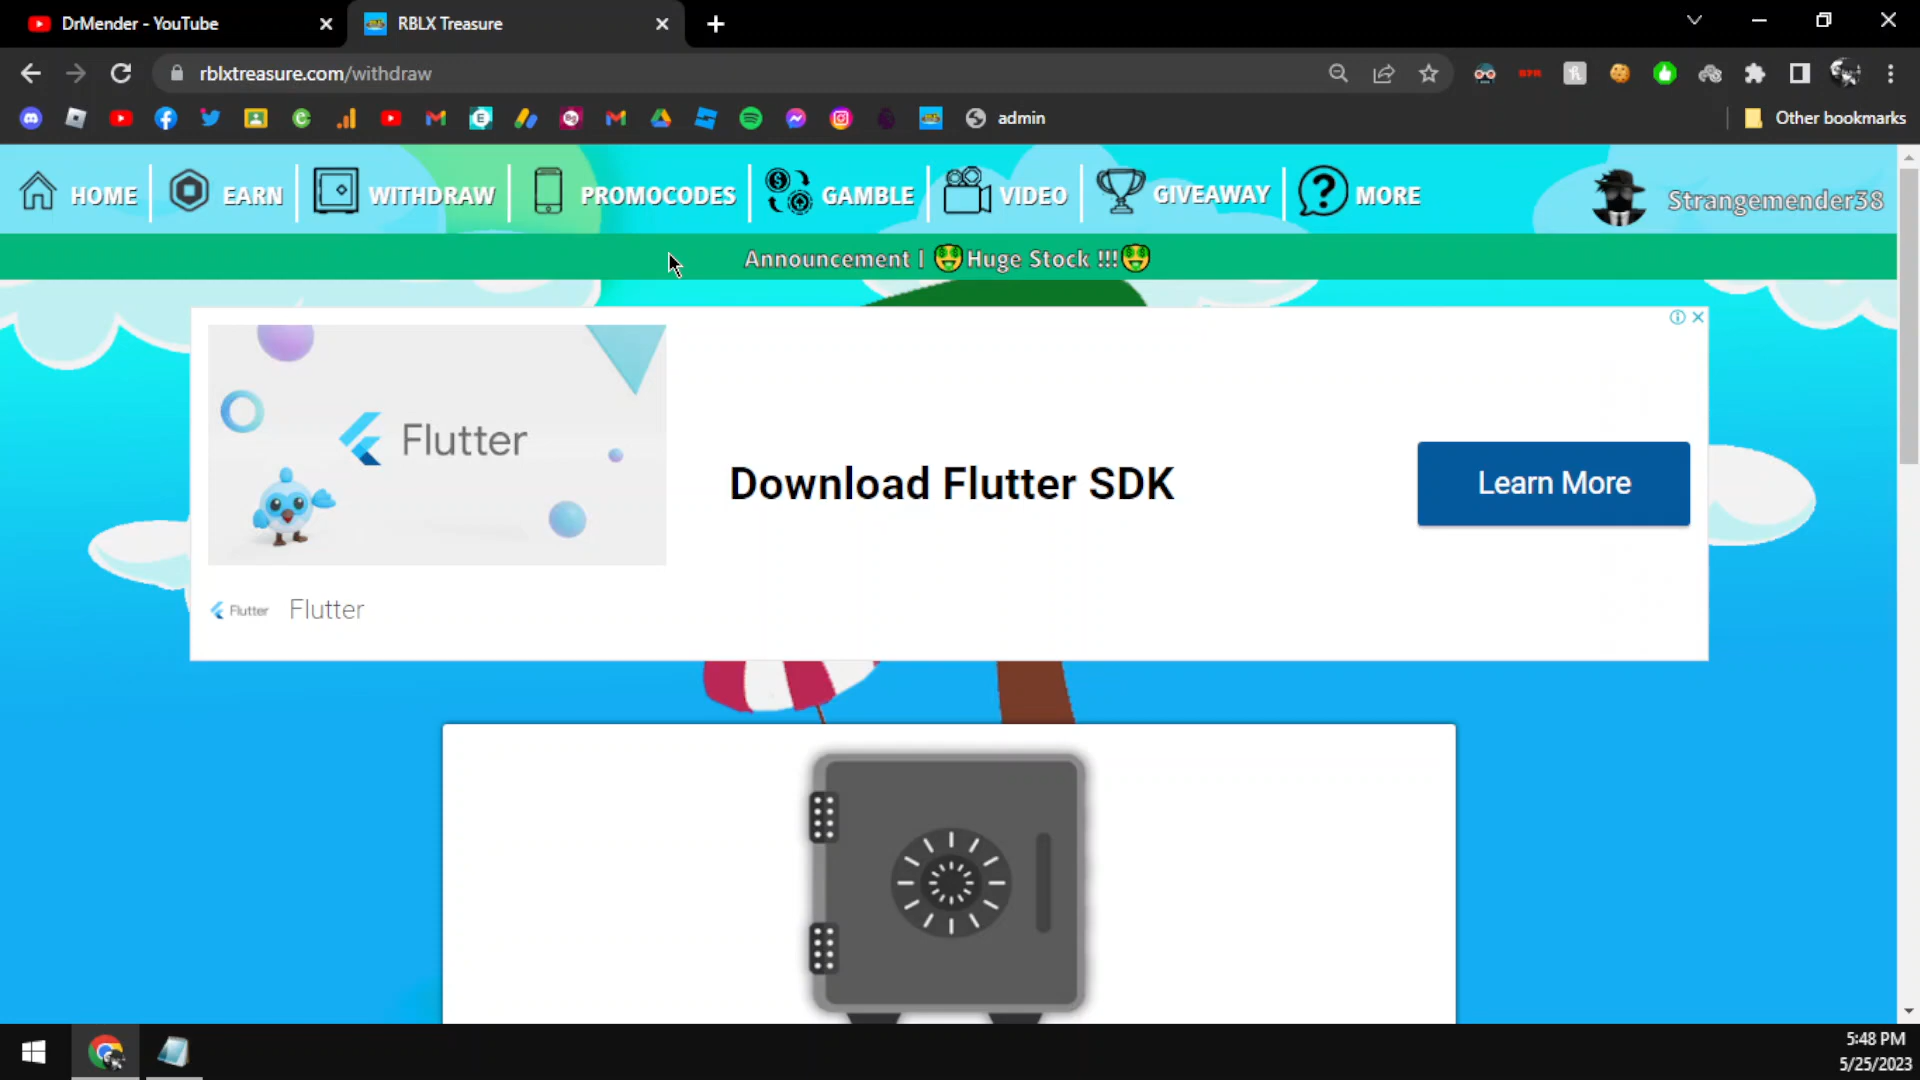 DrMender - YouTube
RBLX Treasure
rblxtreasure.com/withdraw
admin
Other bookmarks
HOME
EARN
WITHDRAW
PROMOCODES
GAMBLE
VIDEO
GIVEAWAY
MORE
Strangemender38
Announcement | 🤑Huge Stock !!!🤑
Flutter
Download Flutter SDK
Learn More
Flutter
Flutter
5:48 PM
5/25/2023